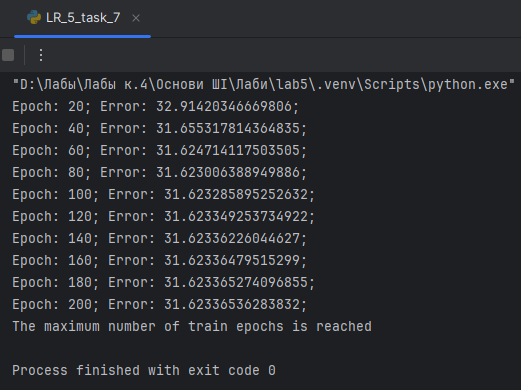 LR_5_task_7
"D:\Лабы\Лабы к.4\Основи ШІ\Лаби\lab5\.venv\Scripts\python.exe"
Epoch: 20; Error: 32.91420346669806;
Epoch: 40; Error: 31.655317814364835;
Epoch: 60; Error: 31.624714117503505;
Epoch: 80; Error: 31.623006388949886;
Epoch: 100; Error: 31.623285895252632;
Epoch: 120; Error: 31.623349253734922;
Epoch: 140; Error: 31.62336226044627;
Epoch: 160; Error: 31.62336479515299;
Epoch: 180; Error: 31.623365274096855;
Epoch: 200; Error: 31.62336536283832;
The maximum number of train epochs is reached
Process finished with exit code 0